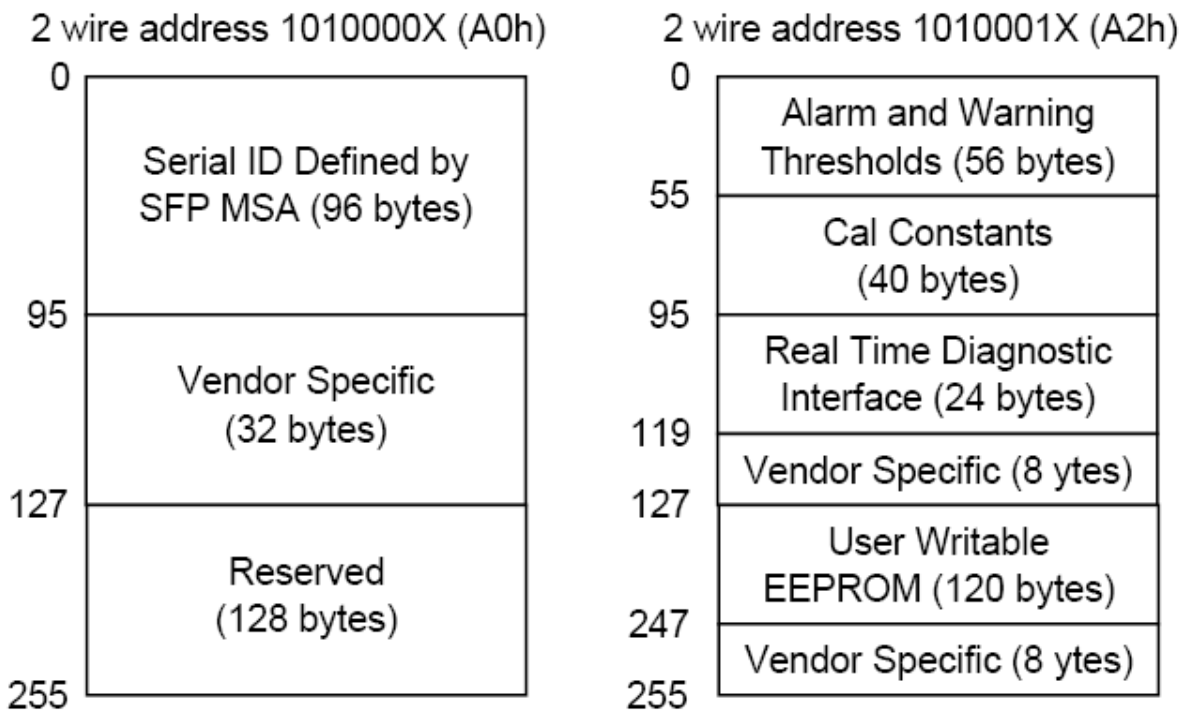 2 wire address 1010000X (A0h)
0
Serial ID Defined by
SFP MSA (96 bytes)
95
Vendor Specific
(32 bytes)
127
Reserved
(128 bytes)
255
2 wire address 1010001X (A2h)
0
Alarm and Warning
Thresholds (56 bytes)
55
Cal Constants
(40 bytes)
95
Real Time Diagnostic
Interface (24 bytes)
119
Vendor Specific (8 ytes)
127
User Writable
EEPROM (120 bytes)
247
Vendor Specific (8 ytes)
255